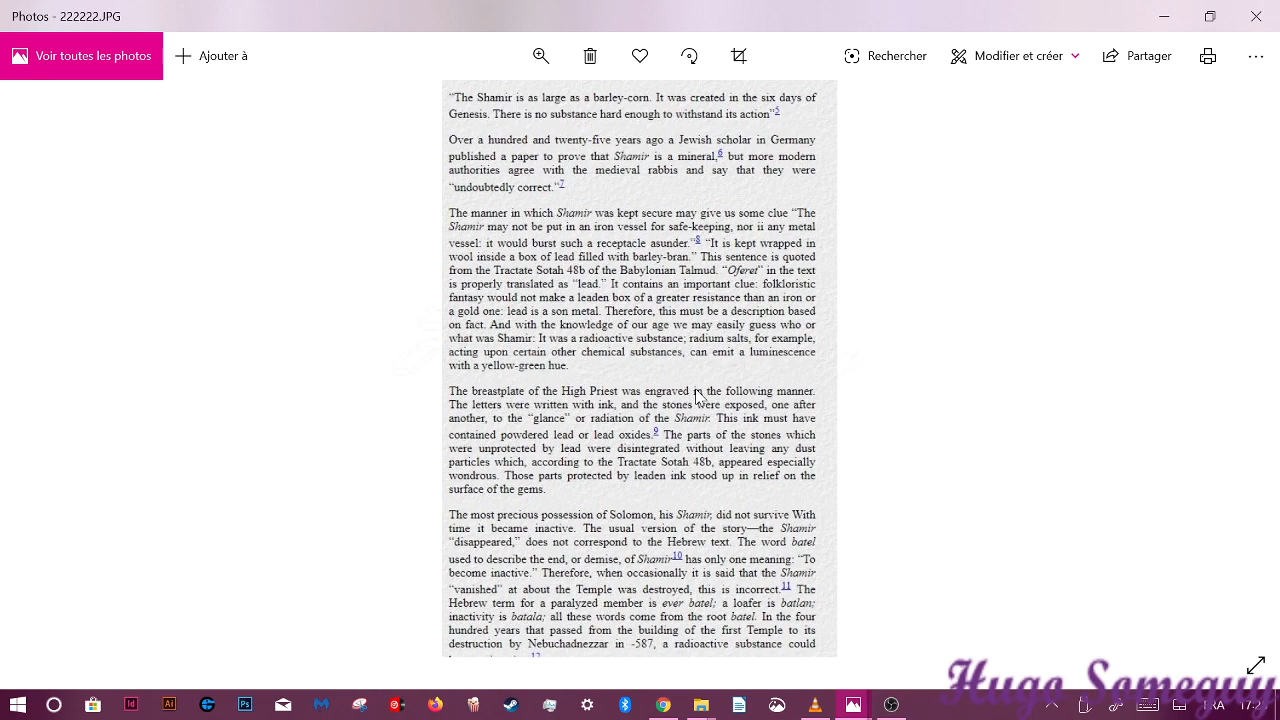 Photos - 222222.JPG
Voir toutes les photos
Ajouter à
Rechercher
Modifier et créer
Partager
“The Shamir is as large as a barley-corn. It was created in the six days of
Genesis. There is no substance hard enough to withstand its action”5
Over a hundred and twenty-five years ago a Jewish scholar in Germany
published a paper to prove that Shamir is a mineral,6 but more modern
authorities agree with the medieval rabbis and say that they were
“undoubtedly correct.”7
The manner in which Shamir was kept secure may give us some clue “The
Shamir may not be put in an iron vessel for safe-keeping, nor ii any metal
vessel: it would burst such a receptacle asunder.”8 “It is kept wrapped in
wool inside a box of lead filled with barley-bran.” This sentence is quoted
from the Tractate Sotah 48b of the Babylonian Talmud. “Oferet” in the text
is properly translated as “lead.” It contains an important clue: folkloristic
fantasy would not make a leaden box of a greater resistance than an iron or
a gold one: lead is a son metal. Therefore, this must be a description based
on fact. And with the knowledge of our age we may easily guess who or
what was Shamir: It was a radioactive substance; radium salts, for example,
acting upon certain other chemical substances, can emit a luminescence
with a yellow-green hue.
The breastplate of the High Priest was engraved in the following manner.
The letters were written with ink, and the stones were exposed, one after
another, to the “glance” or radiation of the Shamir. This ink must have
contained powdered lead or lead oxides.9 The parts of the stones which
were unprotected by lead were disintegrated without leaving any dust
particles which, according to the Tractate Sotah 48b, appeared especially
wondrous. Those parts protected by leaden ink stood up in relief on the
surface of the gems.
The most precious possession of Solomon, his Shamir, did not survive With
time it became inactive. The usual version of the story—the Shamir
“disappeared,” does not correspond to the Hebrew text. The word batel
used to describe the end, or demise, of Shamir10 has only one meaning: “To
become inactive.” Therefore, when occasionally it is said that the Shamir
“vanished” at about the Temple was destroyed, this is incorrect.11 The
Hebrew term for a paralyzed member is ever batel; a loafer is batlan;
inactivity is batala; all these words come from the root batel. In the four
hundred years that passed from the building of the first Temple to its
destruction by Nebuchadnezzar in -587, a radioactive substance could
12
Hugo Someguy